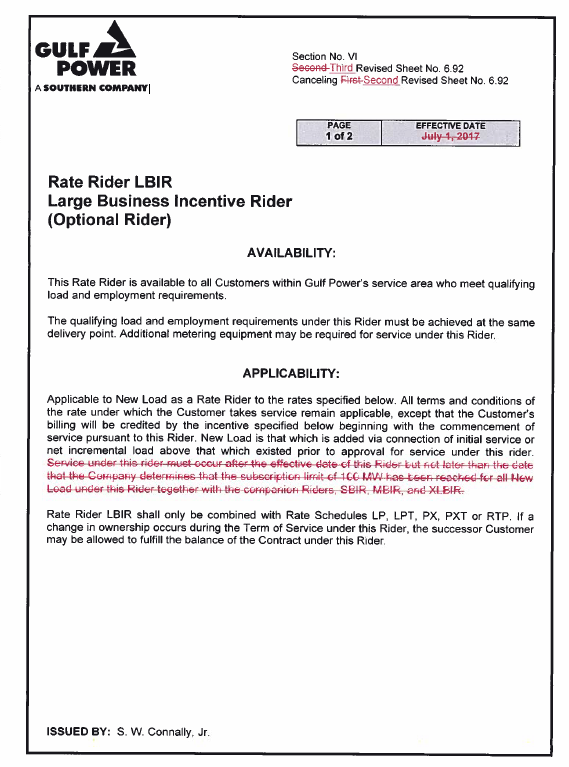 GULF
POWER
A SOUTHERN COMPANY
Section No. VI
Second Third Revised Sheet No. 6.92
Canceling First Second Revised Sheet No. 6.92
PAGE EFFECTIVE DATE
1 of 2 July 1, 2017
Rate Rider LBIR
Large Business Incentive Rider
(Optional Rider)
AVAILABILITY:
This Rate Rider is available to all Customers within Gulf Power's service area who meet qualifying
load and employment requirements.
The qualifying load and employment requirements under this Rider must be achieved at the same
delivery point. Additional metering equipment may be required for service under this Rider.
APPLICABILITY:
Applicable to New Load as a Rate Rider to the rates specified below. All terms and conditions of
the rate under which the Customer takes service remain applicable, except that the Customer's
billing will be credited by the incentive specified below beginning with the commencement of
service pursuant to this Rider. New Load is that which is added via connection of initial service or
net incremental load above that which existed prior to approval for service under this rider.
Service under this rider must occur after the effective date of this Rider but not later than the date
that the Company determines that the subscription limit of 100 MW has been reached for all New
Load under this Rider together with the companion Riders, SBIR, MBIR, and XLBIR.
Rate Rider LBIR shall only be combined with Rate Schedules LP, LPT, PX, PXT or RTP. If a
change in ownership occurs during the Term of Service under this Rider, the successor Customer
may be allowed to fulfill the balance of the Contract under this Rider.
ISSUED BY: S. W. Connally, Jr.